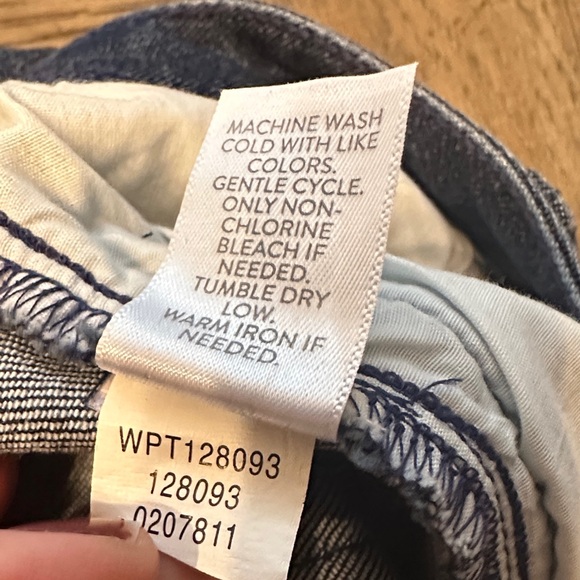 MACHINE WASH
COLD WITH LIKE
COLORS.
GENTLE CYCLE.
ONLY NON-
CHLORINE
BLEACH IF
NEEDED.
TUMBLE DRY
LOW.
WARM IRON IF
NEEDED.
WPT128093
128093
0207811